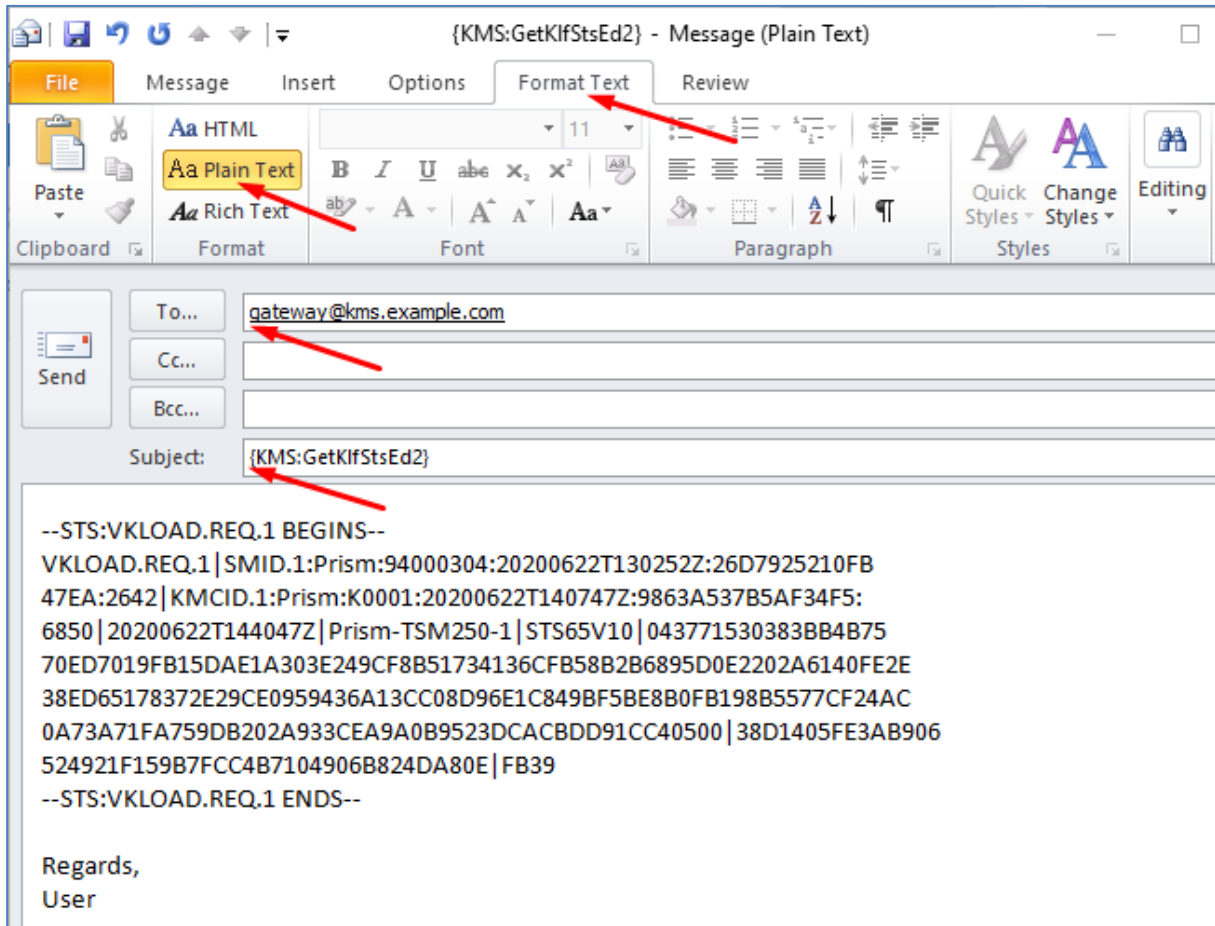 {KMS:GetKlfStsEd2} - Message (Plain Text)
File Message Insert Options Format Text Review
Paste
Aa HTML
Aa Plain Text
Aa Rich Text
11
B I U abc X₂ X²
Aa
Quick Styles
Change Styles
Editing
Clipboard Format Font Paragraph Styles
To... gateway@kms.example.com
Cc...
Bcc...
Send
Subject: {KMS:GetKlfStsEd2}
--STS:VKLOAD.REQ.1 BEGINS--
VKLOAD.REQ.1|SMID.1:Prism:94000304:20200622T130252Z:26D7925210FB
47EA:2642|KMCID.1:Prism:K0001:20200622T140747Z:9863A537B5AF34F5:
6850|20200622T144047Z|Prism-TSM250-1|STS65V10|043771530383BB4B75
70ED7019FB15DAE1A303E249CF8B51734136CFB58B2B6895D0E2202A6140FE2E
38ED65178372E29CE0959436A13CC08D96E1C849BF5BE8B0FB198B5577CF24AC
0A73A71FA759DB202A933CEA9A0B9523DCACBDD91CC40500|38D1405FE3AB906
524921F159B7FCC4B7104906B824DA80E|FB39
--STS:VKLOAD.REQ.1 ENDS--
Regards,
User